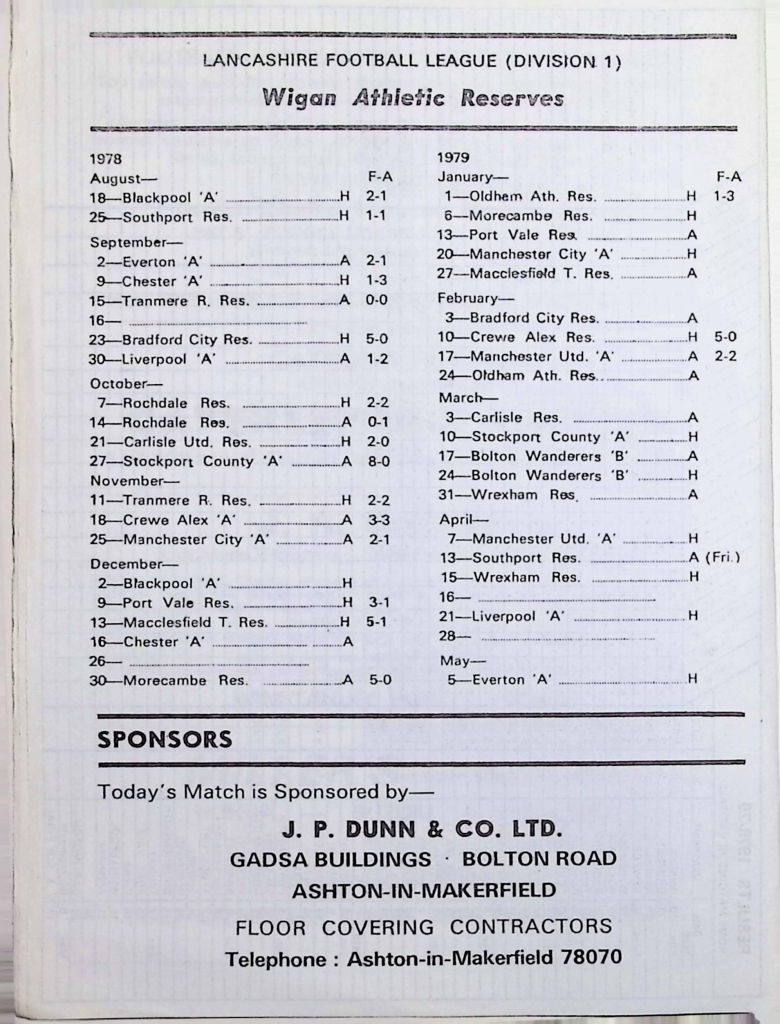 LANCASHIRE FOOTBALL LEAGUE (DIVISION 1)
Wigan Athletic Reserves
1978
August— F-A
18—Blackpool 'A' ........ H 2-1
25—Southport Res. ........ H 1-1
September—
2—Everton 'A' ........ A 2-1
9—Chester 'A' ........ H 1-3
15—Tranmere R. Res. ........ A 0-0
16— ........
23—Bradford City Res. ........ H 5-0
30—Liverpool 'A' ........ A 1-2
October—
7—Rochdale Res. ........ H 2-2
14—Rochdale Res. ........ A 0-1
21—Carlisle Utd. Res. ........ H 2-0
27—Stockport County 'A' ........ A 8-0
November—
11—Tranmere R. Res. ........ H 2-2
18—Crewe Alex 'A' ........ A 3-3
25—Manchester City 'A' ........ A 2-1
December—
2—Blackpool 'A' ........ H
9—Port Vale Res. ........ H 3-1
13—Macclesfield T. Res. ........ H 5-1
16—Chester 'A' ........ A
26— ........
30—Morecambe Res. ........ A 5-0
1979
January— F-A
1—Oldham Ath. Res. ........ H 1-3
6—Morecambe Res. ........ H
13—Port Vale Res. ........ A
20—Manchester City 'A' ........ H
27—Macclesfield T. Res. ........ A
February—
3—Bradford City Res. ........ A
10—Crewe Alex Res. ........ H 5-0
17—Manchester Utd. 'A' ........ A 2-2
24—Oldham Ath. Res. ........ A
March—
3—Carlisle Res. ........ A
10—Stockport County 'A' ........ H
17—Bolton Wanderers 'B' ........ A
24—Bolton Wanderers 'B' ........ H
31—Wrexham Res. ........ A
April—
7—Manchester Utd. 'A' ........ H
13—Southport Res. ........ A (Fri.)
15—Wrexham Res. ........ H
16— ........
21—Liverpool 'A' ........ H
28— ........
May—
5—Everton 'A' ........ H
SPONSORS
Today's Match is Sponsored by—
J. P. DUNN & CO. LTD.
GADSA BUILDINGS · BOLTON ROAD
ASHTON-IN-MAKERFIELD
FLOOR COVERING CONTRACTORS
Telephone : Ashton-in-Makerfield 78070